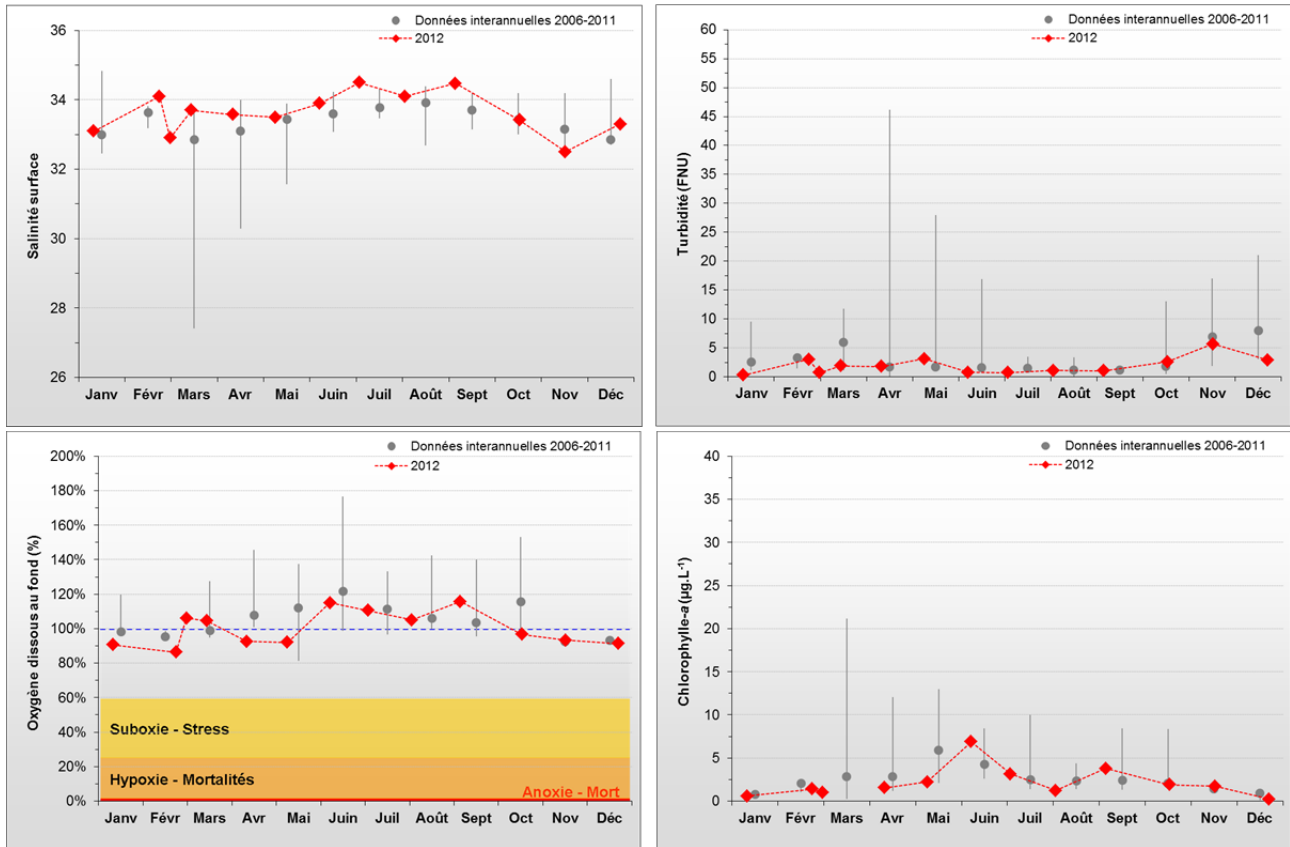 Données interannuelles 2006-2011
2012
Salinité surface
36
34
32
30
28
26
Janv Févr Mars Avr Mai Juin Juil Août Sept Oct Nov Déc
Données interannuelles 2006-2011
2012
Turbidité (FNU)
60
55
50
45
40
35
30
25
20
15
10
5
0
Janv Févr Mars Avr Mai Juin Juil Août Sept Oct Nov Déc
Données interannuelles 2006-2011
2012
Oxygène dissous au fond (%)
200%
180%
160%
140%
120%
100%
80%
60%
40%
20%
0%
Suboxie - Stress
Hypoxie - Mortalités
Anoxie - Mort
Janv Févr Mars Avr Mai Juin Juil Août Sept Oct Nov Déc
Données interannuelles 2006-2011
2012
Chlorophylle-a (µg.L⁻¹)
40
35
30
25
20
15
10
5
0
Janv Févr Mars Avr Mai Juin Juil Août Sept Oct Nov Déc